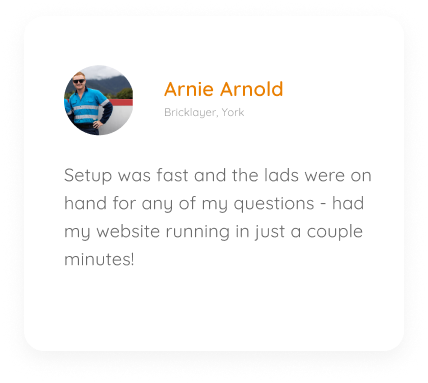 Arnie Arnold
Bricklayer, York
Setup was fast and the lads were on
hand for any of my questions - had
my website running in just a couple
minutes!